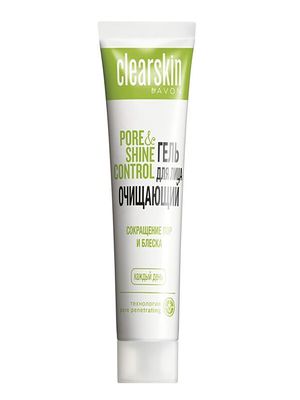 clearskin
by AVON
PORE &
SHINE
CONTROL
ГЕЛЬ
ДЛЯ ЛИЦА
ОЧИЩАЮЩИЙ
СОКРАЩЕНИЕ ПОР
И БЛЕСКА
каждый день
технология
pore penetrating